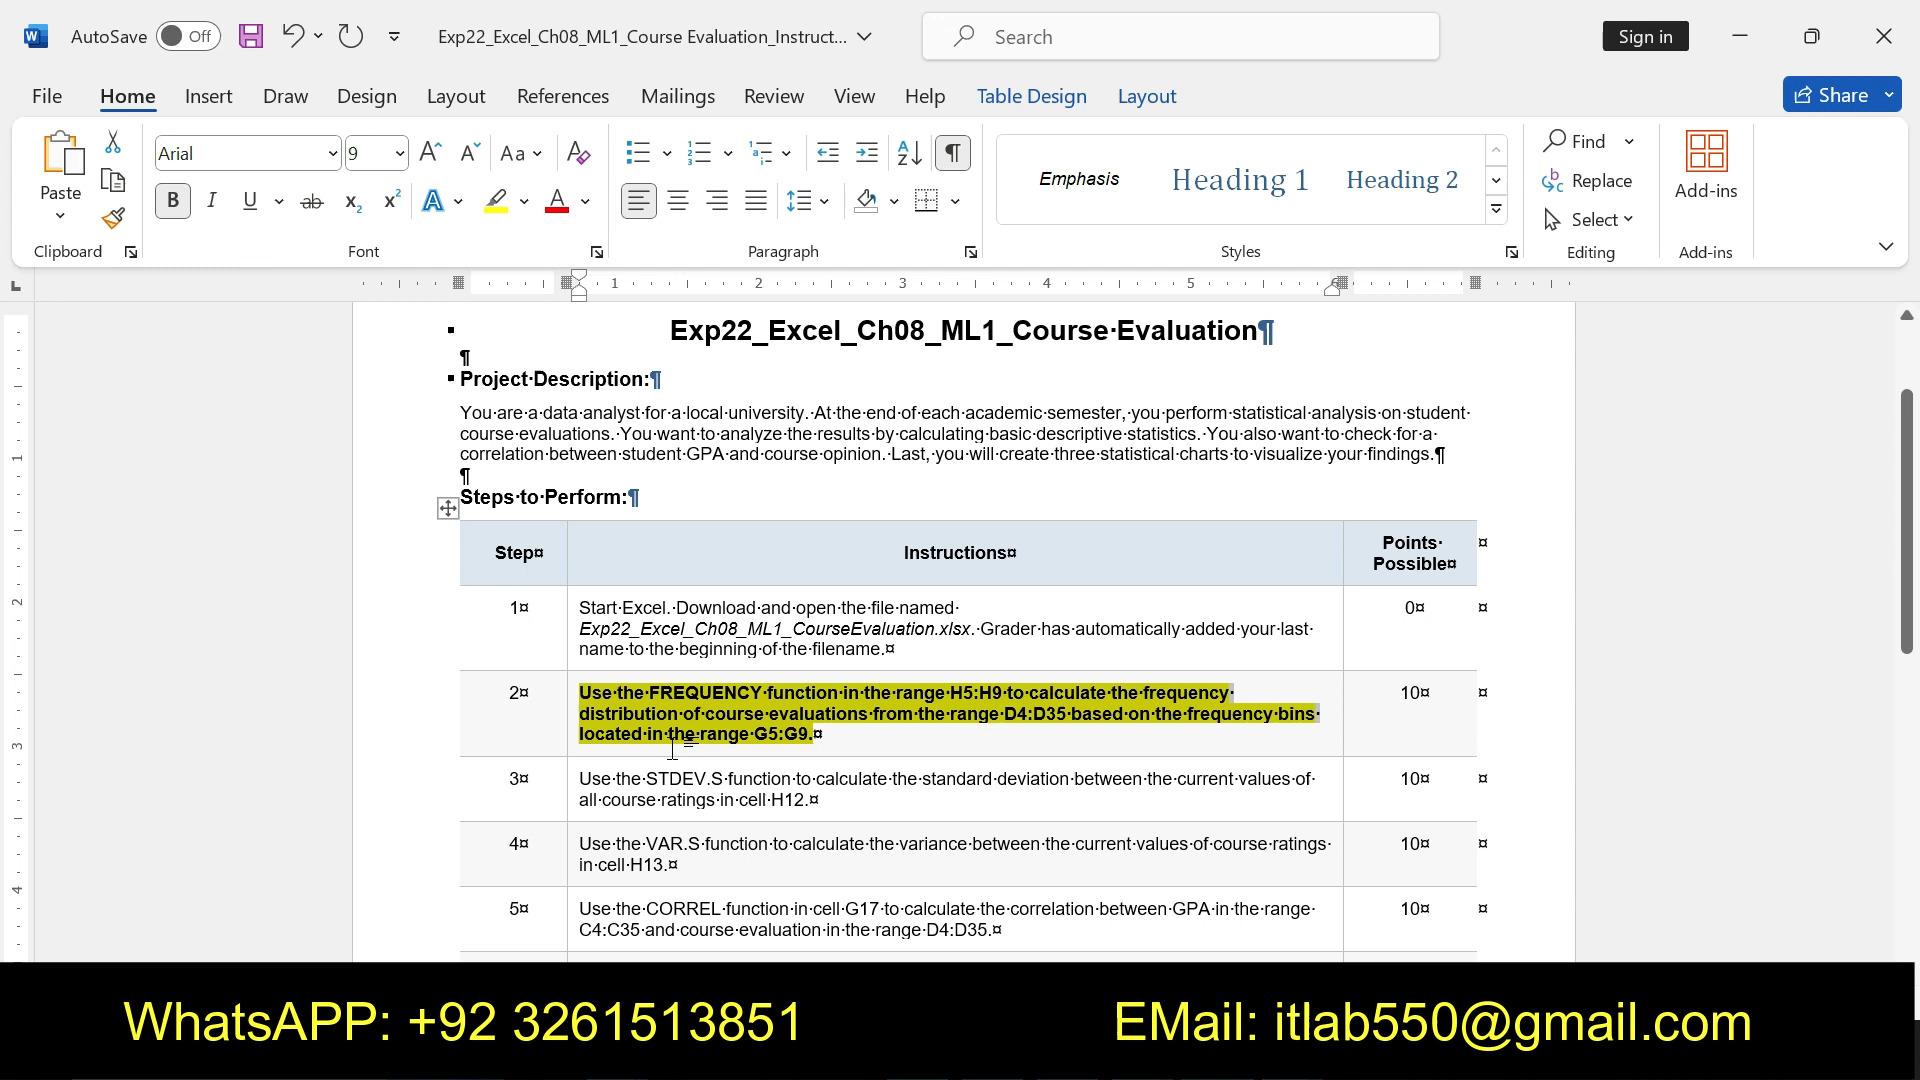 AutoSave Off Exp22_Excel_Ch08_ML1_Course Evaluation_Instruct... Search Sign in
File Home Insert Draw Design Layout References Mailings Review View Help Table Design Layout Share
Paste
Arial 9
Emphasis Heading 1 Heading 2
Find
Replace
Select
Add-ins
Clipboard Font Paragraph Styles Editing Add-ins
1 2 3 4 5 6
Exp22_Excel_Ch08_ML1_Course·Evaluation¶
¶
Project·Description:¶
You·are·a·data·analyst·for·a·local·university.·At·the·end·of·each·academic·semester,·you·perform·statistical·analysis·on·student·
course·evaluations.·You·want·to·analyze·the·results·by·calculating·basic·descriptive·statistics.·You·also·want·to·check·for·a·
correlation·between·student·GPA·and·course·opinion.·Last,·you·will·create·three·statistical·charts·to·visualize·your·findings.¶
¶
Steps·to·Perform:¶
Step¤ Instructions¤ Points· Possible¤ ¤
1¤ Start·Excel.·Download·and·open·the·file·named· 0¤ ¤
Exp22_Excel_Ch08_ML1_CourseEvaluation.xlsx.·Grader·has·automatically·added·your·last·
name·to·the·beginning·of·the·filename.¤
2¤ Use·the·FREQUENCY·function·in·the·range·H5:H9·to·calculate·the·frequency· 10¤ ¤
distribution·of·course·evaluations·from·the·range·D4:D35·based·on·the·frequency·bins·
located·in·the·range·G5:G9.¤
3¤ Use·the·STDEV.S·function·to·calculate·the·standard·deviation·between·the·current·values·of· 10¤ ¤
all·course·ratings·in·cell·H12.¤
4¤ Use·the·VAR.S·function·to·calculate·the·variance·between·the·current·values·of·course·ratings· 10¤ ¤
in·cell·H13.¤
5¤ Use·the·CORREL·function·in·cell·G17·to·calculate·the·correlation·between·GPA·in·the·range· 10¤ ¤
C4:C35·and·course·evaluation·in·the·range·D4:D35.¤
WhatsAPP: +92 3261513851 EMail: itlab550@gmail.com